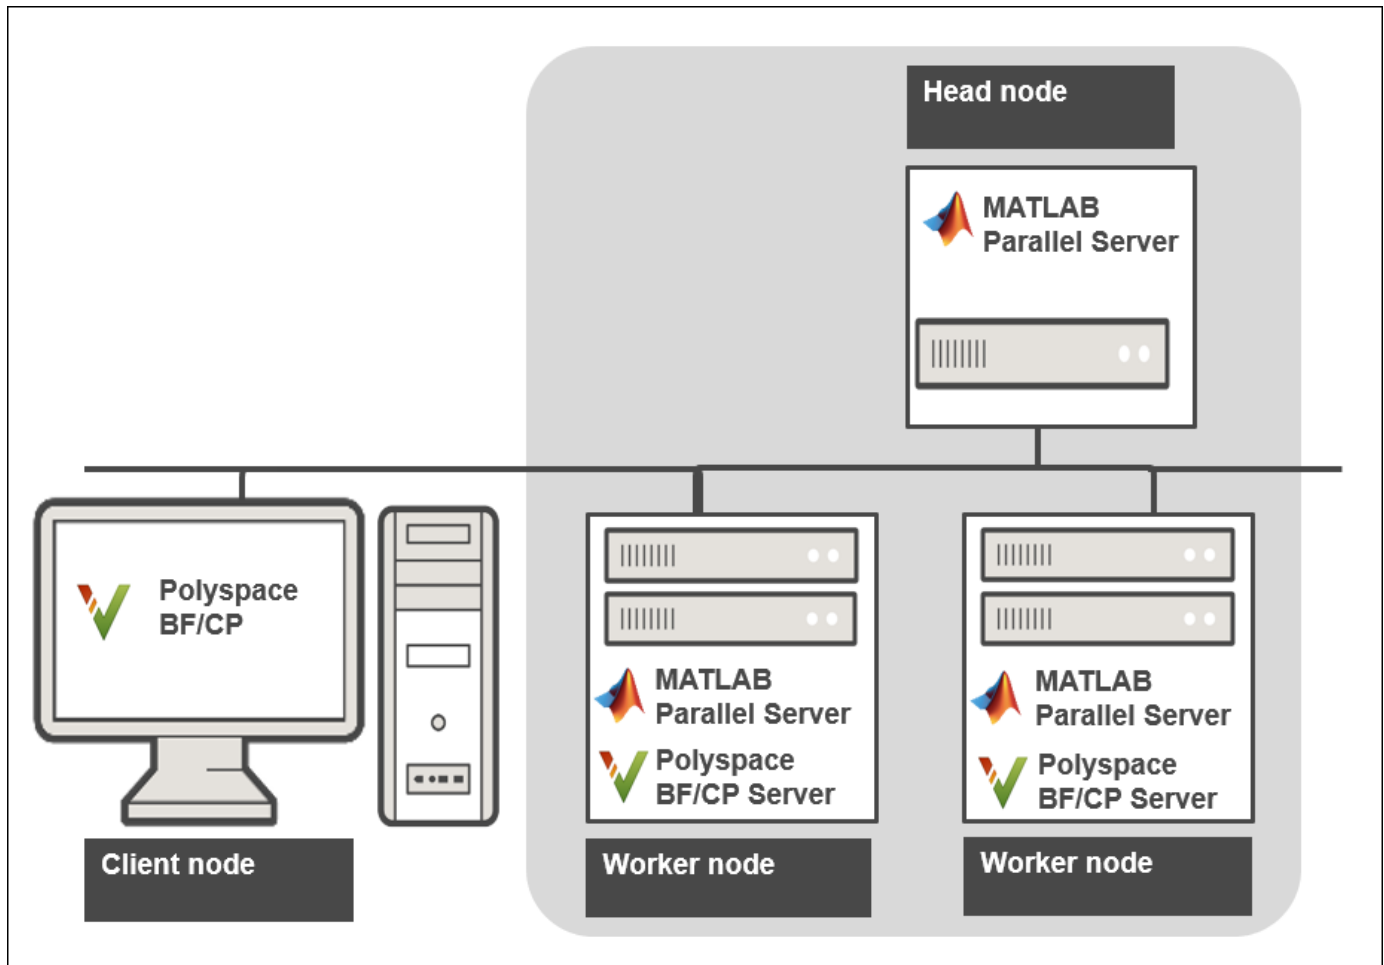 Head node
MATLAB
Parallel Server
Polyspace
BF/CP
MATLAB
Parallel Server
Polyspace
BF/CP Server
MATLAB
Parallel Server
Polyspace
BF/CP Server
Client node
Worker node
Worker node